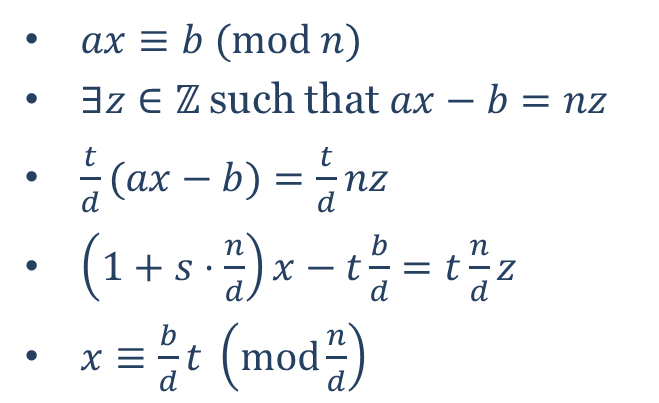 • ax ≡ b (mod n)
• ∃z ∈ ℤ such that ax − b = nz
• t/d (ax − b) = t/d nz
• (1 + s · n/d) x − t b/d = t n/d z
• x ≡ b/d t (mod n/d)